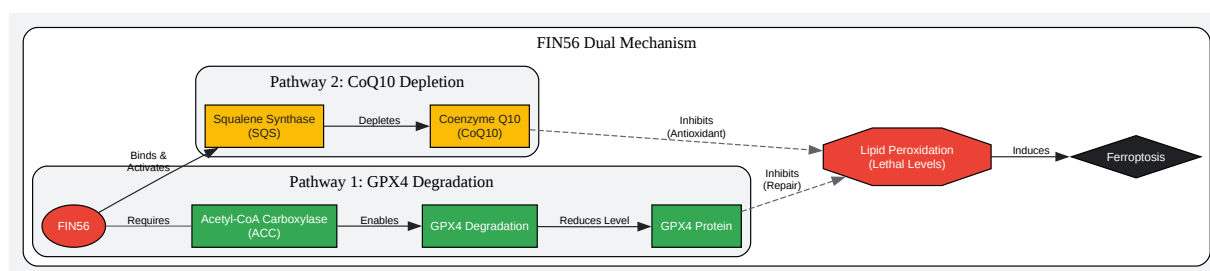 FIN56 Dual Mechanism
Pathway 2: CoQ10 Depletion
Squalene Synthase
(SQS)
Depletes
Coenzyme Q10
(CoQ10)
Inhibits
(Antioxidant)
Binds &
Activates
Lipid Peroxidation
(Lethal Levels)
Induces
Ferroptosis
Pathway 1: GPX4 Degradation
Inhibits
(Repair)
FIN56
Requires
Acetyl-CoA Carboxylase
(ACC)
Enables
GPX4 Degradation
Reduces Level
GPX4 Protein